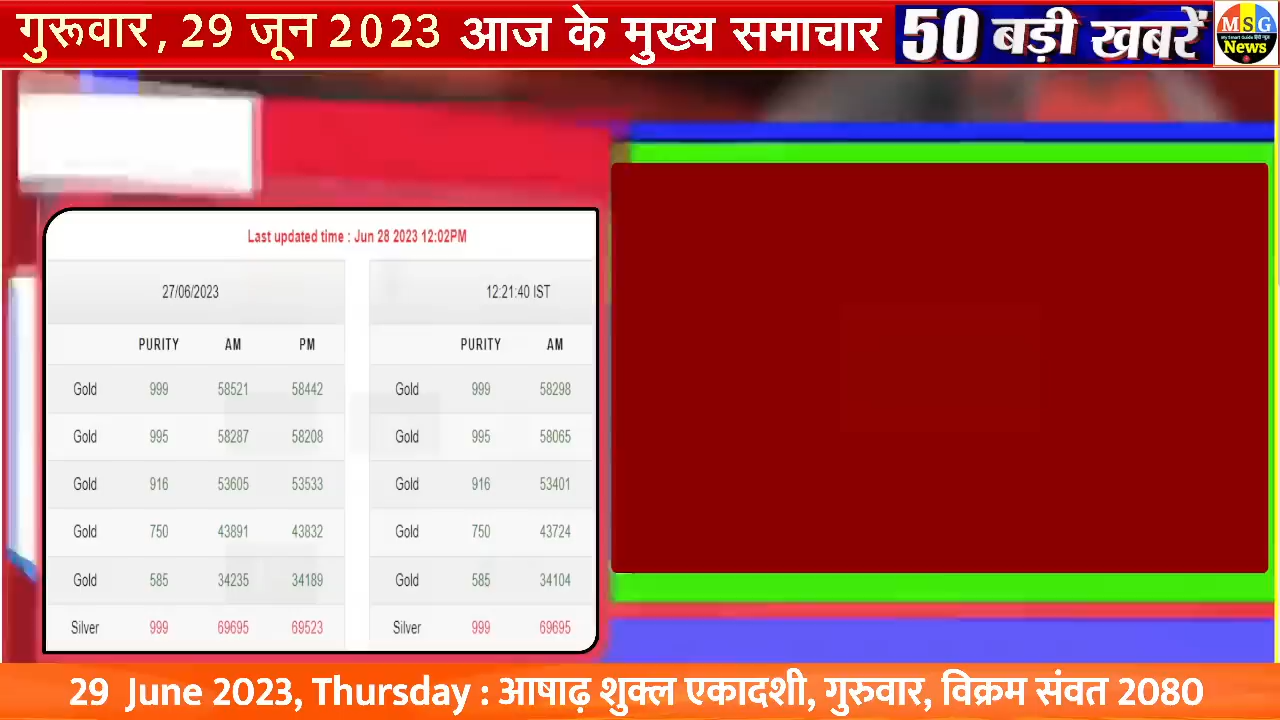 गुरूवार, 29 जून 2023 आज के मुख्य समाचार 50 बड़ी खबरें
MSG
My Smart Guide हिंदी न्यूज़
News
Last updated time : Jun 28 2023 12:02PM
27/06/2023 12:21:40 IST
PURITY AM PM PURITY AM
Gold 999 58521 58442 Gold 999 58298
Gold 995 58287 58208 Gold 995 58065
Gold 916 53605 53533 Gold 916 53401
Gold 750 43891 43832 Gold 750 43724
Gold 585 34235 34189 Gold 585 34104
Silver 999 69695 69523 Silver 999 69695
29 June 2023, Thursday : आषाढ़ शुक्ल एकादशी, गुरुवार, विक्रम संवत 2080